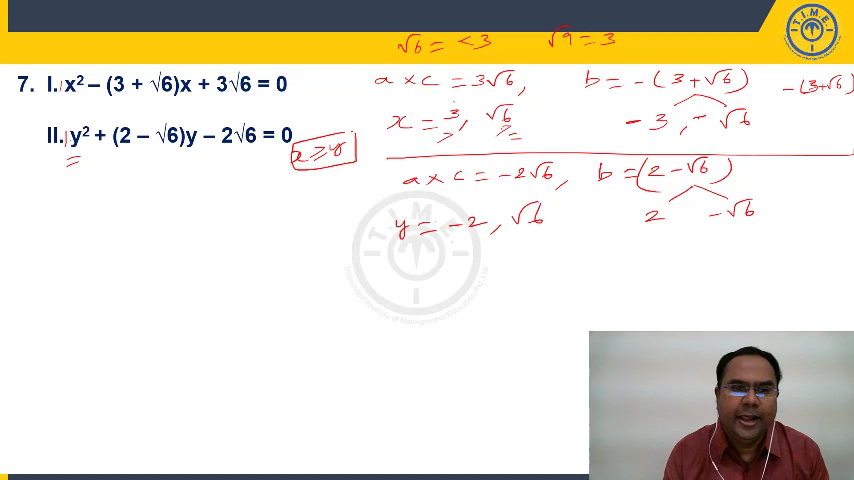 T.I.M.E.
√6 = < 3 √9 = 3
7. I. x² – (3 + √6)x + 3√6 = 0
a × c = 3√6, b = -(3 + √6) -(3+√6)
x = 3, √6 - 3, - √6
II. y² + (2 – √6)y – 2√6 = 0
x ≥ y
a × c = -2√6, b = (2 - √6)
y = -2, √6 2 -√6
T.I.M.E.